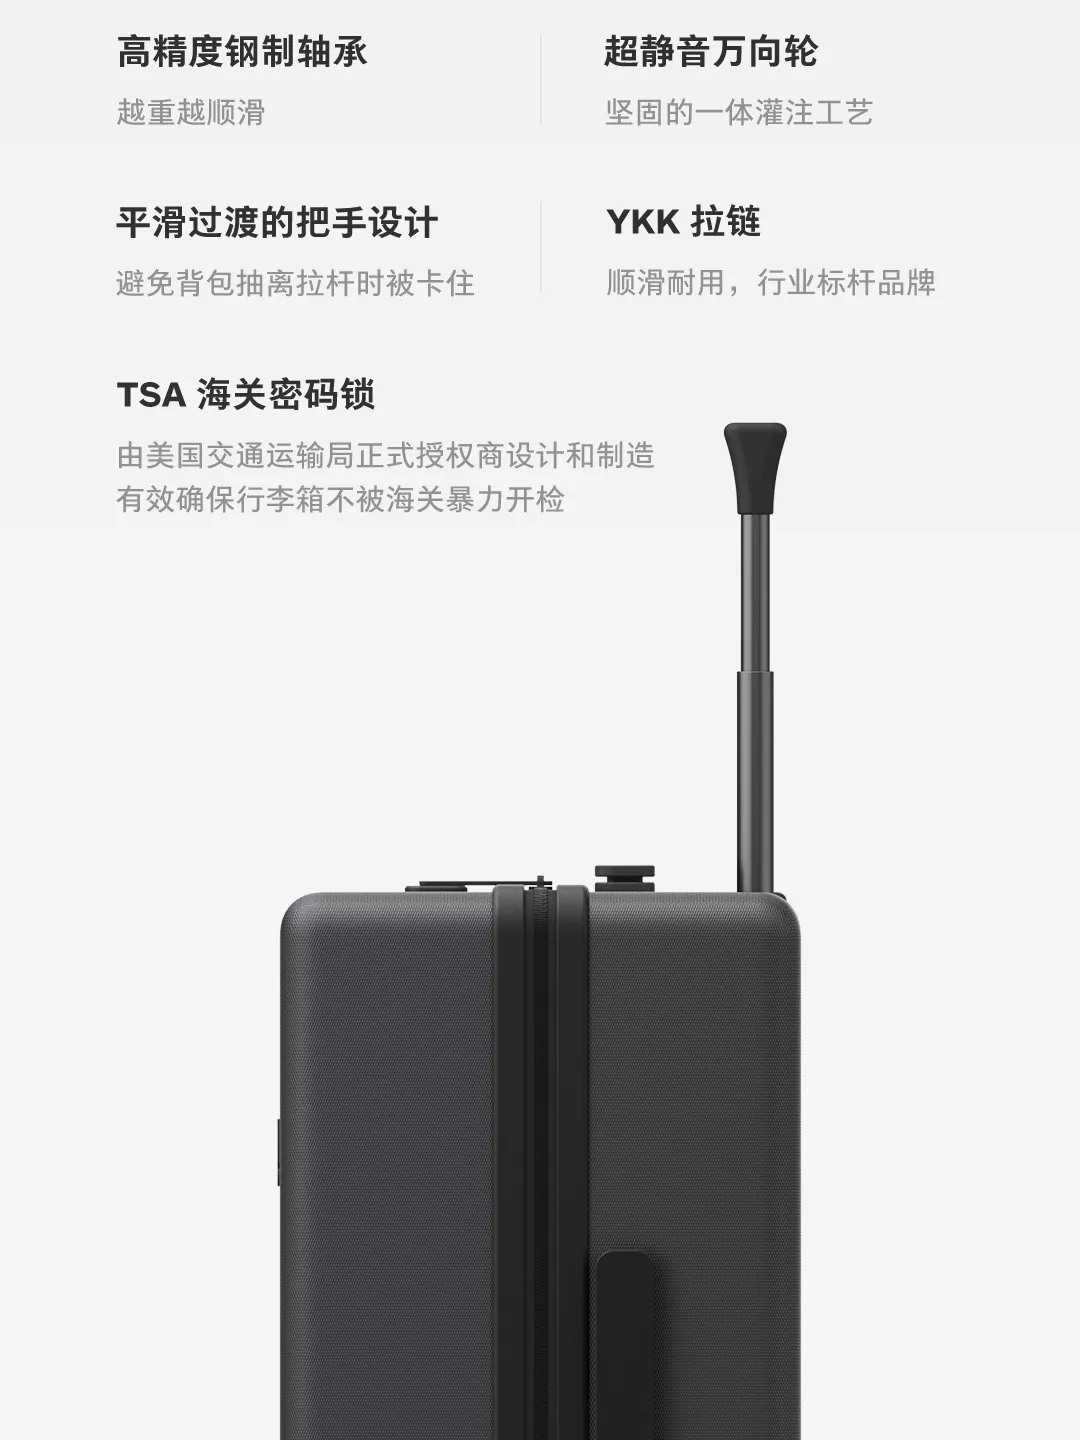 高精度钢制轴承
越重越顺滑
超静音万向轮
坚固的一体灌注工艺
平滑过渡的把手设计
避免背包抽离拉杆时被卡住
YKK 拉链
顺滑耐用，行业标杆品牌
TSA 海关密码锁
由美国交通运输局正式授权商设计和制造
有效确保行李箱不被海关暴力开检